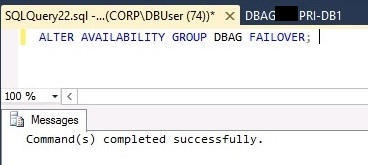 SQLQuery22.sql -...(CORP\DBUser (74))* X DBAG PRI-DB1
ALTER AVAILABILITY GROUP DBAG FAILOVER;
100 %
Messages
Command(s) completed successfully.